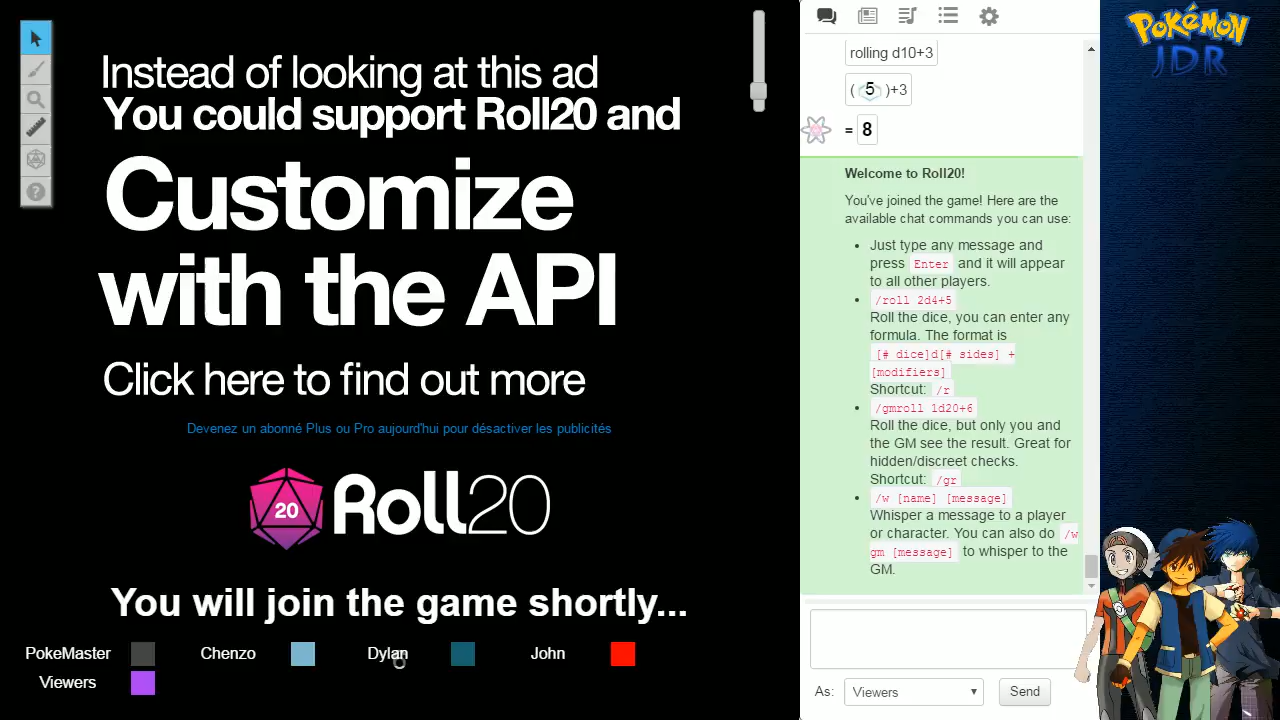 Instead of looking at this ad
You could support Roll20 and
Customize
with the API
Click here to find out more
Devenez un abonné Plus ou Pro aujourd'hui pour désactiver les publicités
20 Roll20
You will join the game shortly...
PokeMaster
Chenzo
Dylan
John
Viewers
rolling d10+3
( 5 )+3
= 8
Welcome to Roll20!
You've joined the game! Here are the
available chat commands you can use:
Just type any message and
press Enter and it will appear
to all other players.
/roll 2d4+5
Roll the dice, you can enter any
formula. The format is
[# dice]d[# sides] +
[modifiers]
Shortcut: /r
/gmroll 1d20+6
Roll the dice, but only you and
the GM see the result. Great for
hidden/discreet checks.
Shortcut: /gr
/w [name] [message]
Whisper a message to a player
or character. You can also do /w
gm [message] to whisper to the
GM.
As: Viewers Send
POKéMON
JDR